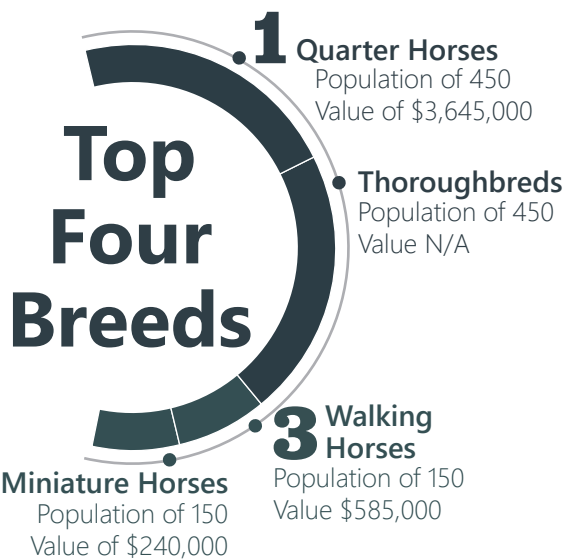 Top
Four
Breeds
1 Quarter Horses
Population of 450
Value of $3,645,000
Thoroughbreds
Population of 450
Value N/A
3 Walking
Horses
Population of 150
Value $585,000
Miniature Horses
Population of 150
Value of $240,000